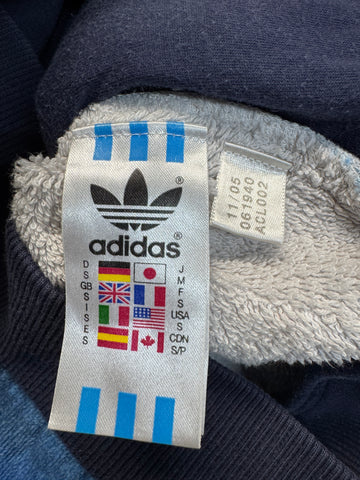 adidas
®
D J
S M
GB F
S S
I USA
S S
E CDN
S S/P
11/05
061940
ACL002